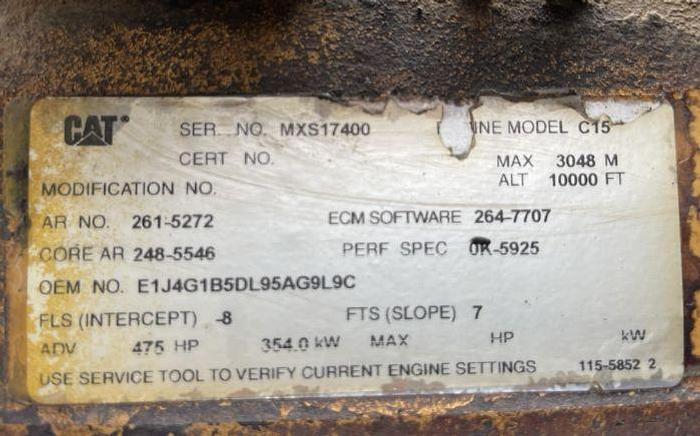 CAT SER. NO. MXS17400 INE MODEL C15
CERT NO. MAX 3048 M
MODIFICATION NO. ALT 10000 FT
AR NO. 261-5272 ECM SOFTWARE 264-7707
CORE AR 248-5546 PERF SPEC 0K-5925
OEM NO. E1J4G1B5DL95AG9L9C
FLS (INTERCEPT) -8 FTS (SLOPE) 7
ADV 475 HP 354.0 kW MAX HP kW
USE SERVICE TOOL TO VERIFY CURRENT ENGINE SETTINGS 115-5852 2